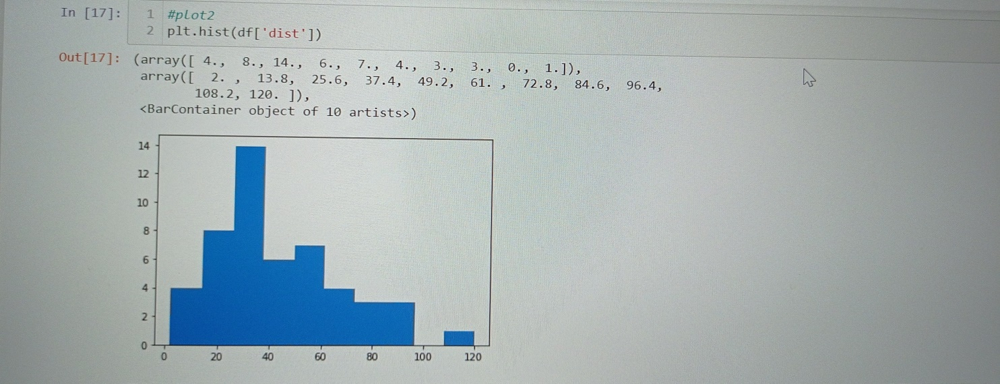 In [17]: 1 #plot2
2 plt.hist(df['dist'])
Out[17]: (array([ 4., 8., 14., 6., 7., 4., 3., 3., 0., 1.]),
array([ 2. , 13.8, 25.6, 37.4, 49.2, 61. , 72.8, 84.6, 96.4,
108.2, 120. ]),
<BarContainer object of 10 artists>)
14
12
10
8
6
4
2
0
0 20 40 60 80 100 120